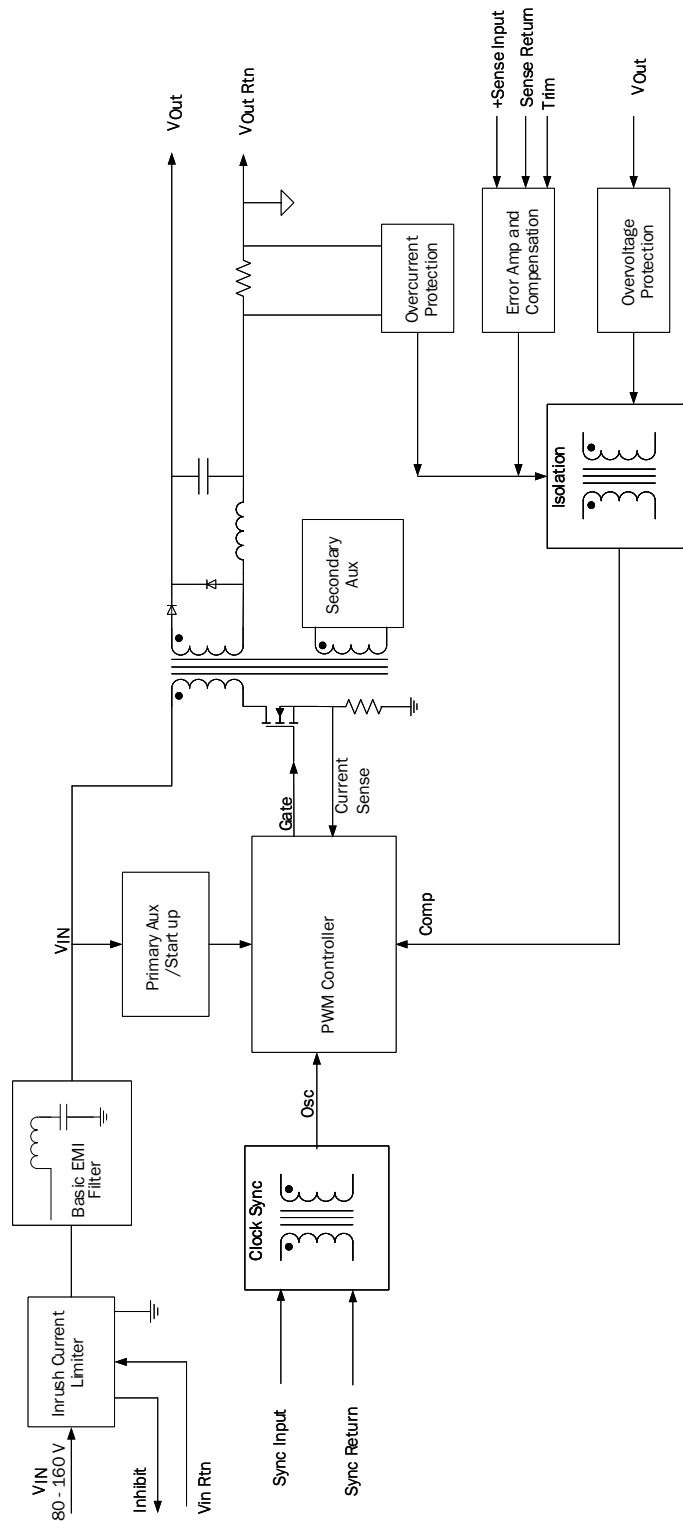 VIN
80 - 160 V
Inhibit
Vin Rtn
Inrush Current
Limiter
Basic EMI
Filter
VIN
Primary Aux
/Start up
Sync Input
Sync Return
Clock Sync
Osc
PWM Controller
Gate
Current
Sense
Comp
Secondary
Aux
VOut
VOut Rtn
Overcurrent
Protection
+Sense Input
Sense Return
Trim
Error Amp and
Compensation
VOut
Overvoltage
Protection
Isolation